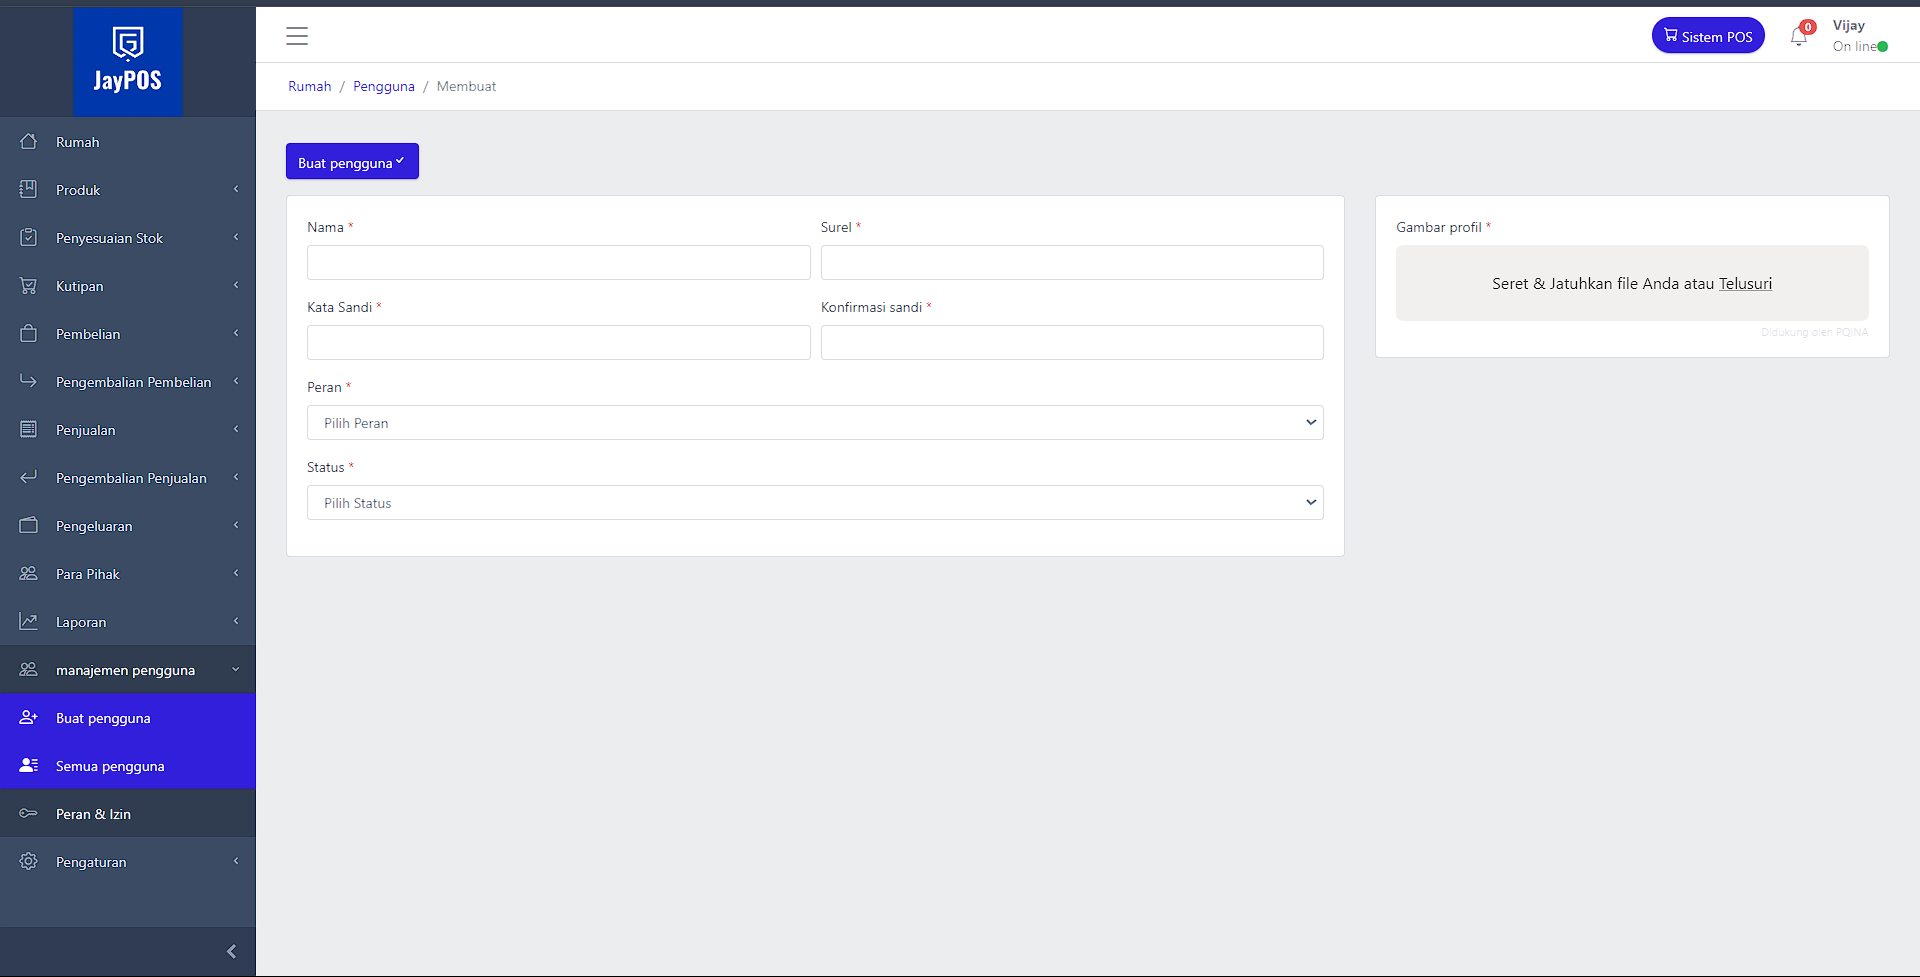 JayPOS
Rumah
Produk
Penyesuaian Stok
Kutipan
Pembelian
Pengembalian Pembelian
Penjualan
Pengembalian Penjualan
Pengeluaran
Para Pihak
Laporan
manajemen pengguna
Buat pengguna
Semua pengguna
Peran & Izin
Pengaturan
Sistem POS
0
Vijay
On line
Rumah / Pengguna / Membuat
Buat pengguna
Nama *
Surel *
Kata Sandi *
Konfirmasi sandi *
Peran *
Pilih Peran
Status *
Pilih Status
Gambar profil *
Seret & Jatuhkan file Anda atau Telusuri
Didukung oleh PQINA